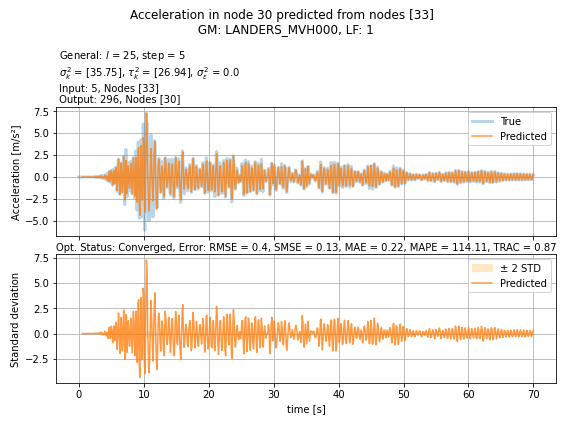 Acceleration in node 30 predicted from nodes [33]
GM: LANDERS_MVH000, LF: 1
General: l = 25, step = 5
σ²ₖ = [35.75], τ²ₖ = [26.94], σ²_ε = 0.0
Input: 5, Nodes [33]
Output: 296, Nodes [30]
Acceleration [m/s²]
7.5
5.0
2.5
0.0
−2.5
−5.0
True
Predicted
Opt. Status: Converged, Error: RMSE = 0.4, SMSE = 0.13, MAE = 0.22, MAPE = 114.11, TRAC = 0.87
Standard deviation
7.5
5.0
2.5
0.0
−2.5
± 2 STD
Predicted
0 10 20 30 40 50 60 70
time [s]